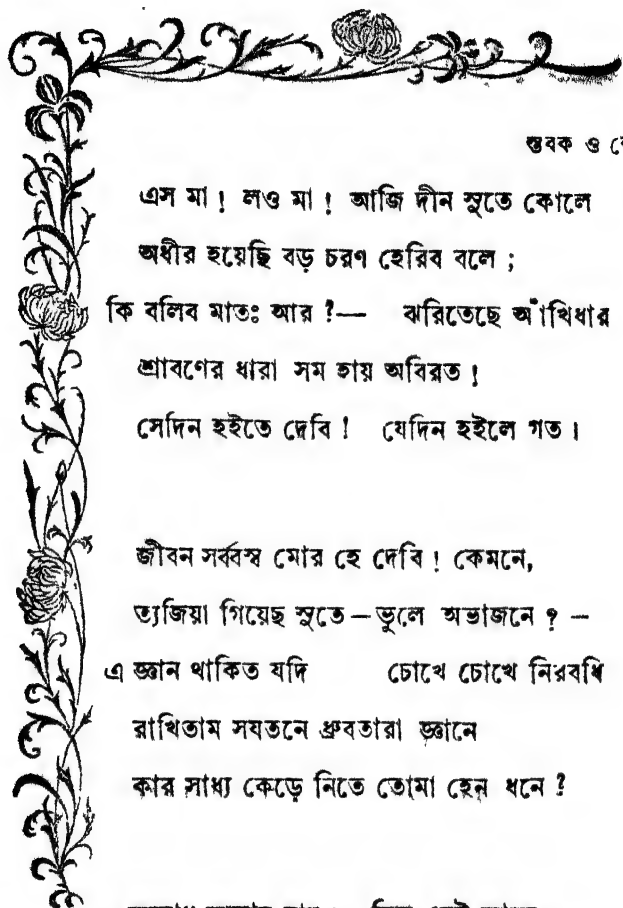 স্তবক ও
এস মা ! লও মা ! আজি দীন সুতে কোলে
অধীর হয়েছি বড় চরণ হেরিব বলে ;
কি বলিব মাতঃ আর ?— ঝরিতেছে আঁখিধার
শ্রাবণের ধারা সম হায় অবিরত !
সেদিন হইতে দেবি ! যেদিন হইলে গত ।
জীবন সর্ব্বস্ব মোর হে দেবি ! কেমনে,
ত্যজিয়া গিয়েছ সুতে—ভুলে অভাজনে ? –
এ জ্ঞান থাকিত যদি চোখে চোখে নিরবধি
রাখিতাম সযতনে ধ্রুবতারা জ্ঞানে
কার সাধ্য কেড়ে নিতে তোমা হেন ধনে ?